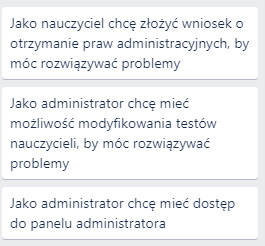 Jako nauczyciel chcę złożyć wniosek o
otrzymanie praw administracyjnych, by
móc rozwiązywać problemy
Jako administrator chcę mieć
możliwość modyfikowania testów
nauczycieli, by móc rozwiązywać
problemy
Jako administrator chcę mieć dostęp
do panelu administratora